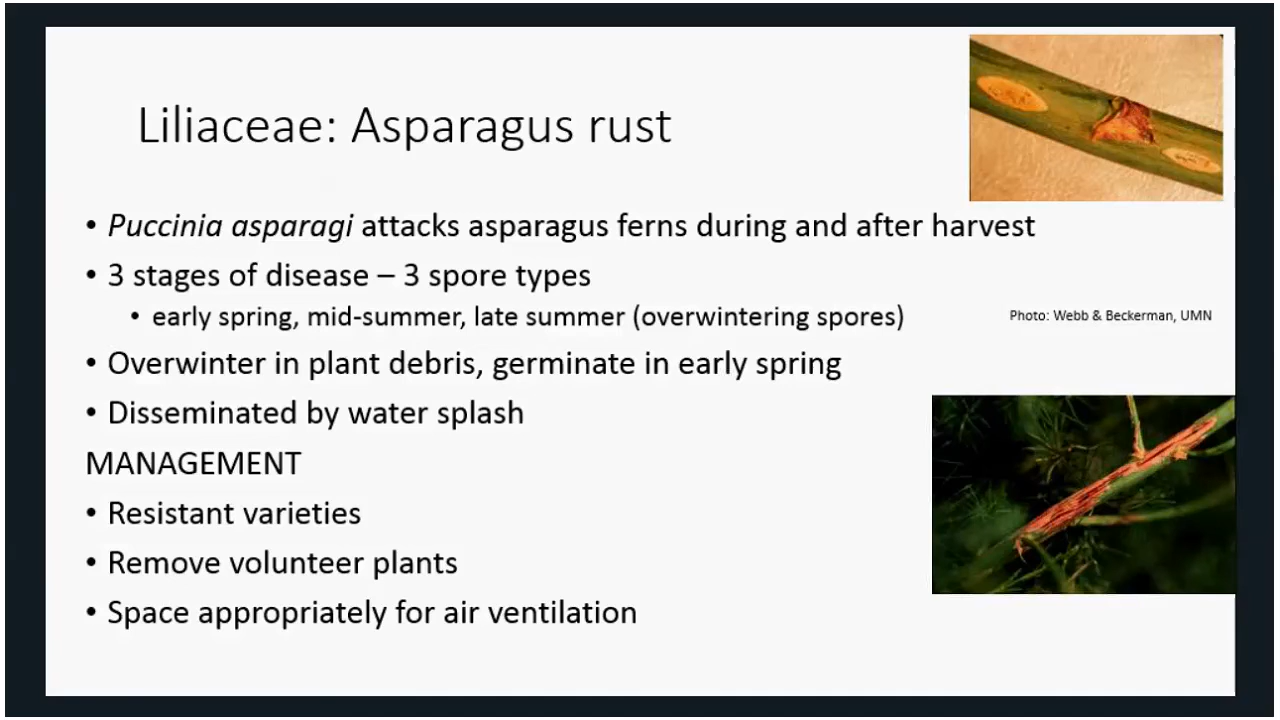 Liliaceae: Asparagus rust
• Puccinia asparagi attacks asparagus ferns during and after harvest
• 3 stages of disease – 3 spore types
• early spring, mid-summer, late summer (overwintering spores)
Photo: Webb & Beckerman, UMN
• Overwinter in plant debris, germinate in early spring
• Disseminated by water splash
MANAGEMENT
• Resistant varieties
• Remove volunteer plants
• Space appropriately for air ventilation